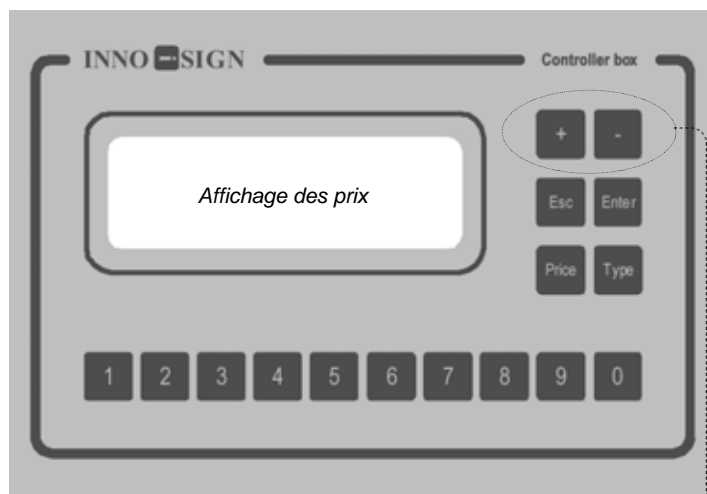 INNO SIGN
Controller box
+ -
Affichage des prix
Esc Enter
Price Type
1 2 3 4 5 6 7 8 9 0